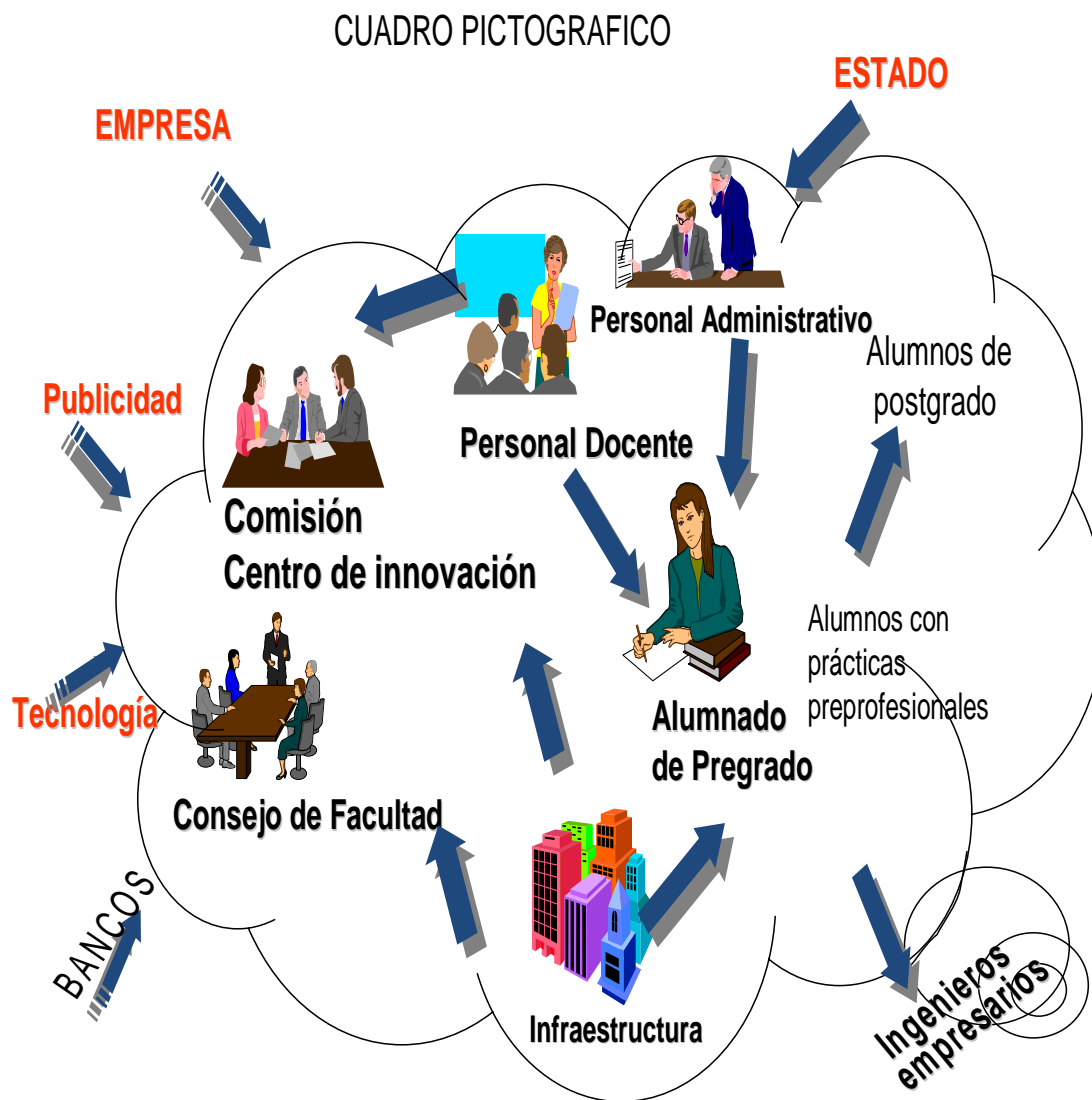 CUADRO PICTOGRAFICO
ESTADO
EMPRESA
Personal Administrativo
Alumnos de
postgrado
Publicidad
Personal Docente
Comisión
Centro de innovación
Alumnos con
prácticas
preprofesionales
Tecnología
Alumnado
de Pregrado
Consejo de Facultad
BANCOS
Infraestructura
Ingenieros
empresarios